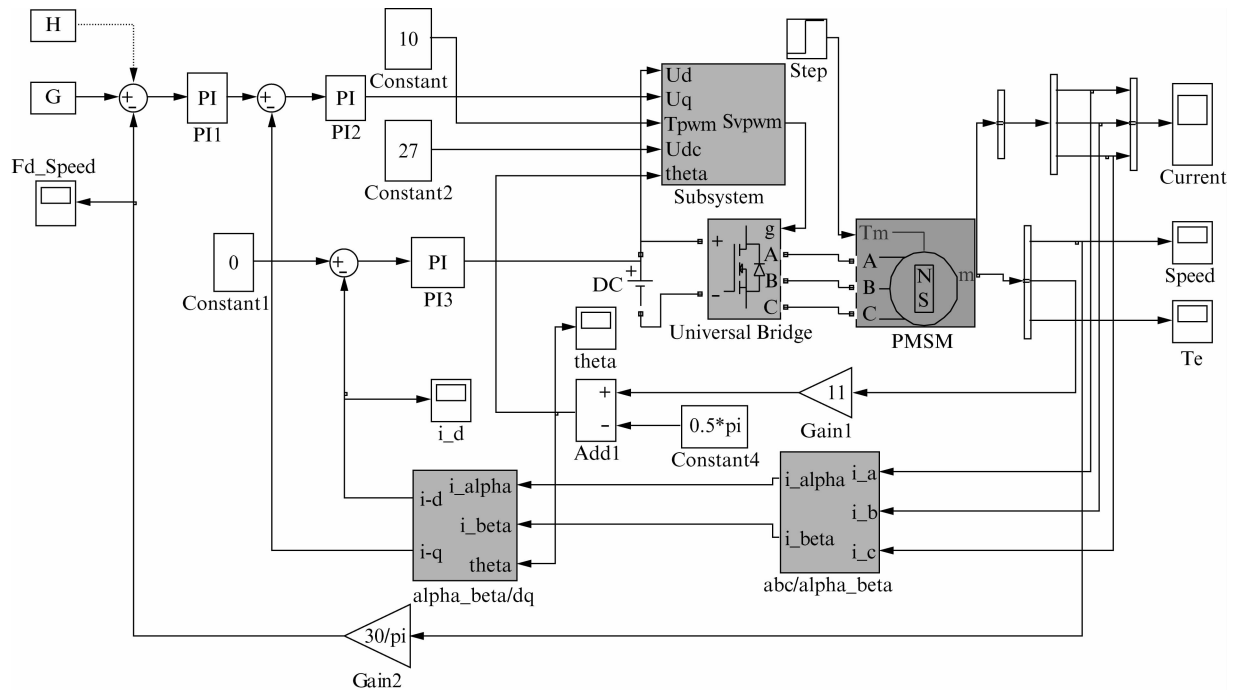 H
G
+
−
PI
PI1
+
−
PI
PI2
10
Constant
27
Constant2
Ud
Uq
Tpwm
Udc
theta
Svpwm
Subsystem
Step
Fd_Speed
0
Constant1
+
−
PI
PI3
DC
+
+
−
g
A
B
C
Universal Bridge
Tm
A
B
C
N
S
m
PMSM
Current
Speed
Te
theta
i_d
+
−
Add1
11
Gain1
0.5*pi
Constant4
i-d
i-q
i_alpha
i_beta
theta
alpha_beta/dq
i_alpha
i_beta
i_a
i_b
i_c
abc/alpha_beta
30/pi
Gain2